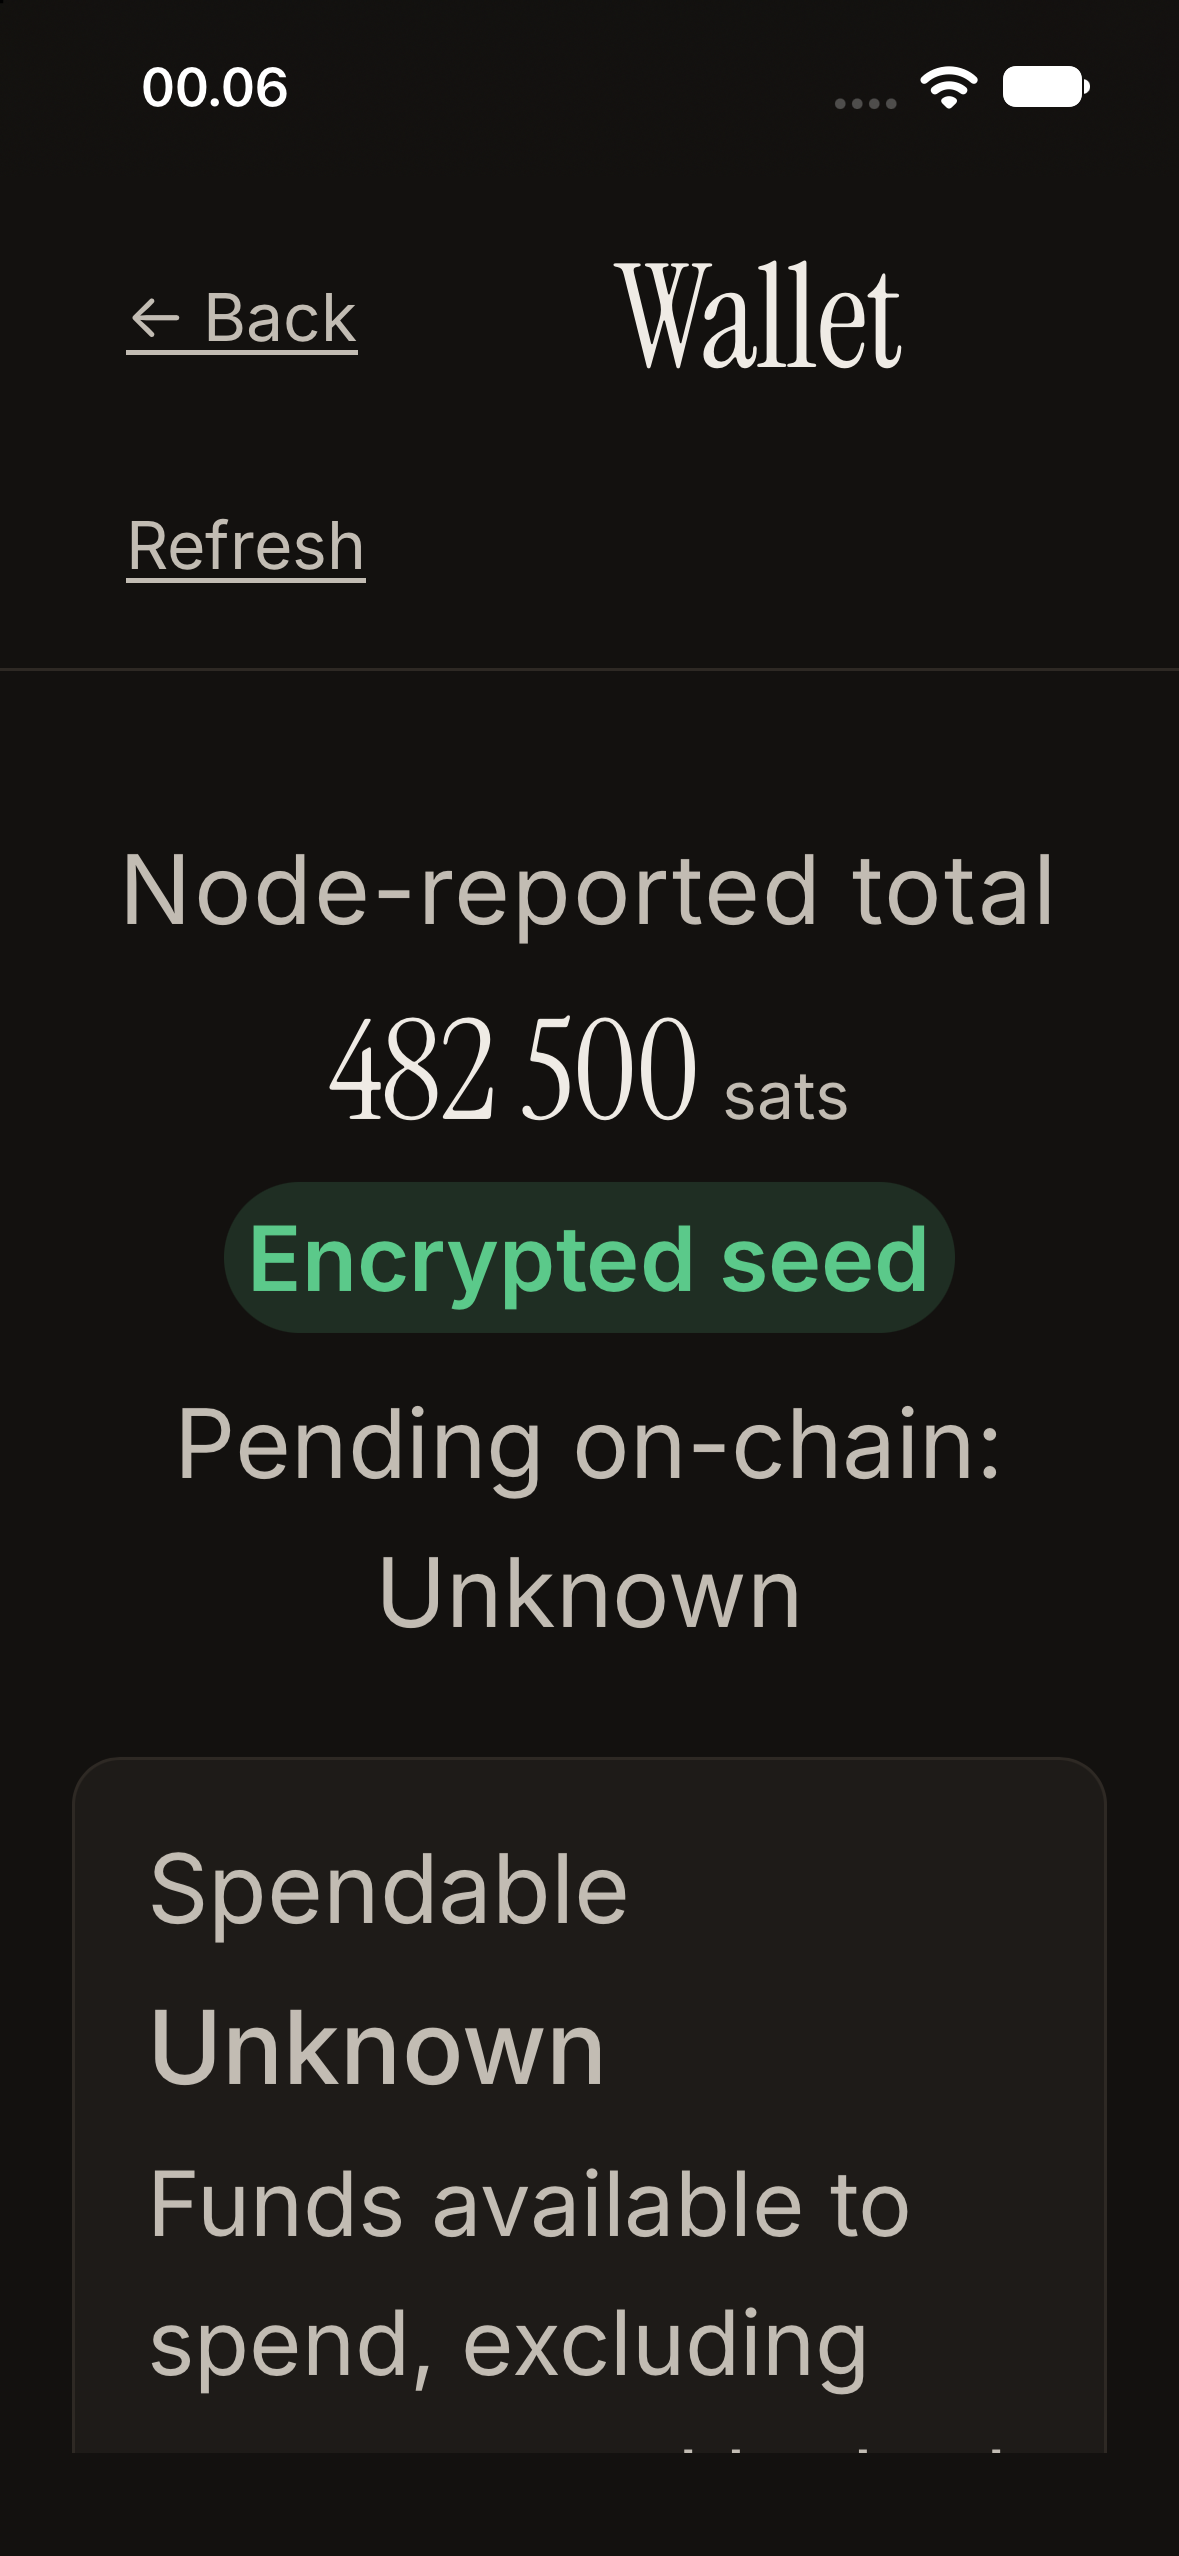 00.06
← Back
Wallet
Refresh
Node-reported total
482 500 sats
Encrypted seed
Pending on-chain:
Unknown
Spendable
Unknown
Funds available to
spend, excluding